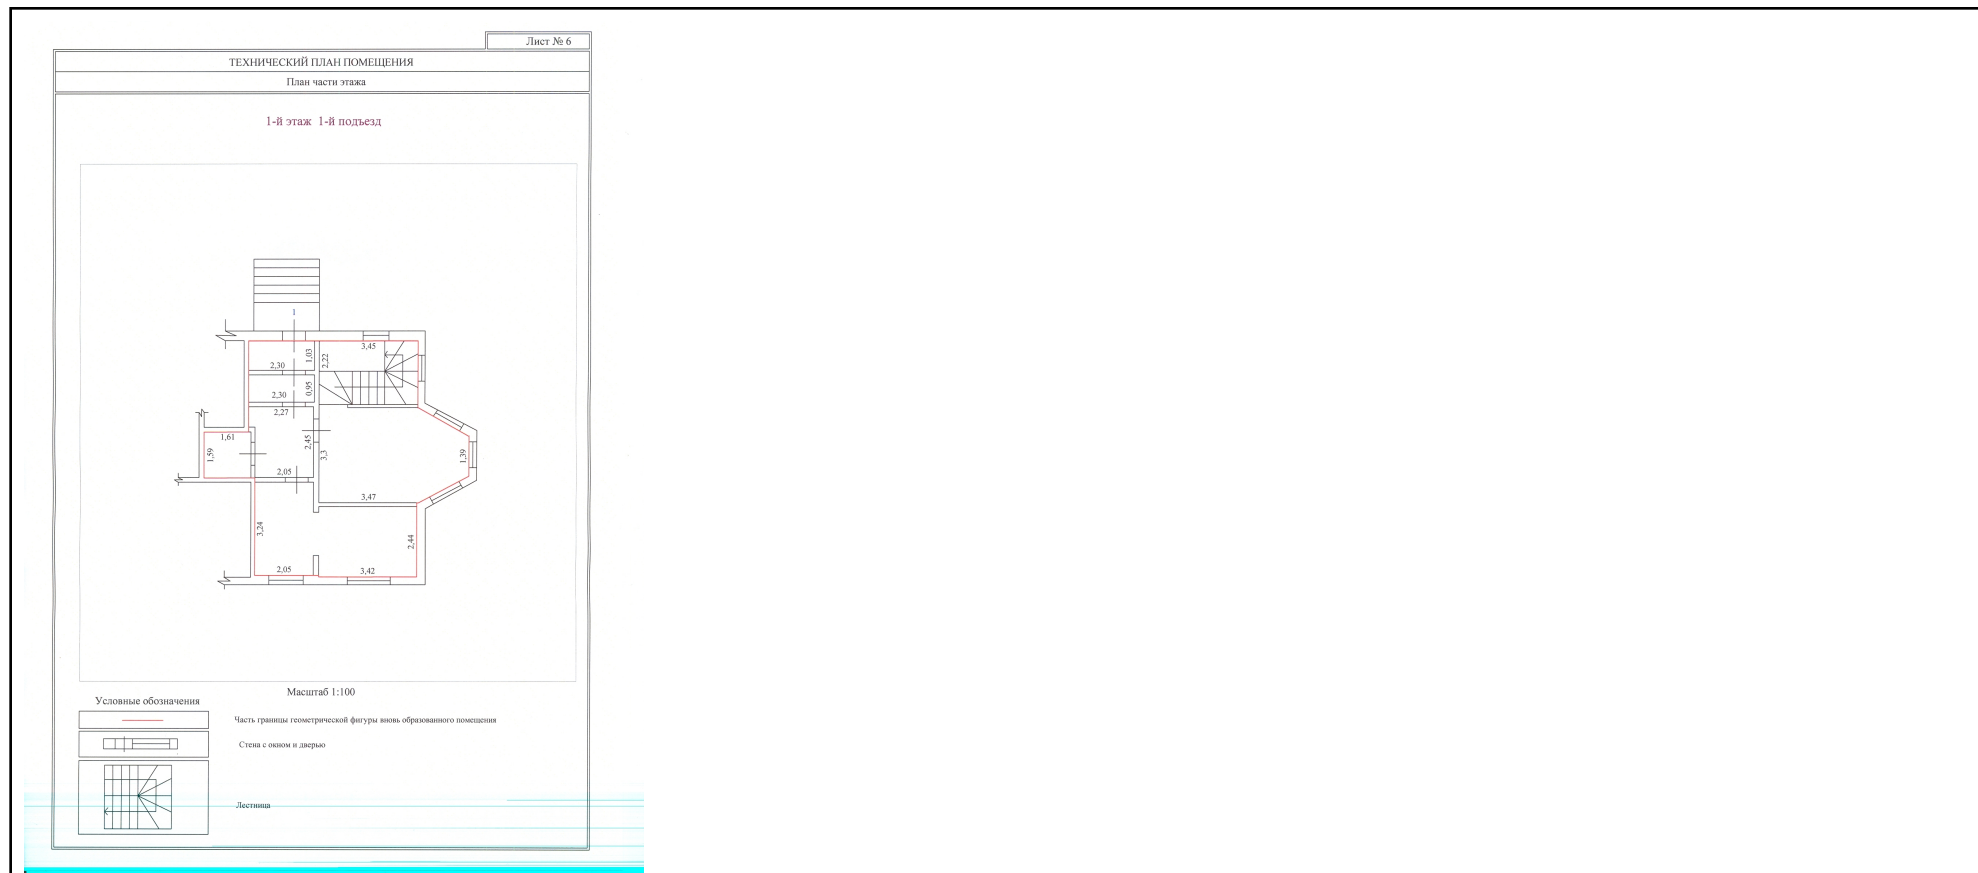 Лист № 6
ТЕХНИЧЕСКИЙ ПЛАН ПОМЕЩЕНИЯ
План части этажа
1-й этаж 1-й подъезд
1
3,45
1,03
2,22
2,30
0,95
2,30
2,27
1,61
2,45
1,59
3,3
1,39
2,05
3,47
3,24
2,44
2,05
3,42
Масштаб 1:100
Условные обозначения
Часть границы геометрической фигуры вновь образованного помещения
Стена с окном и дверью
Лестница